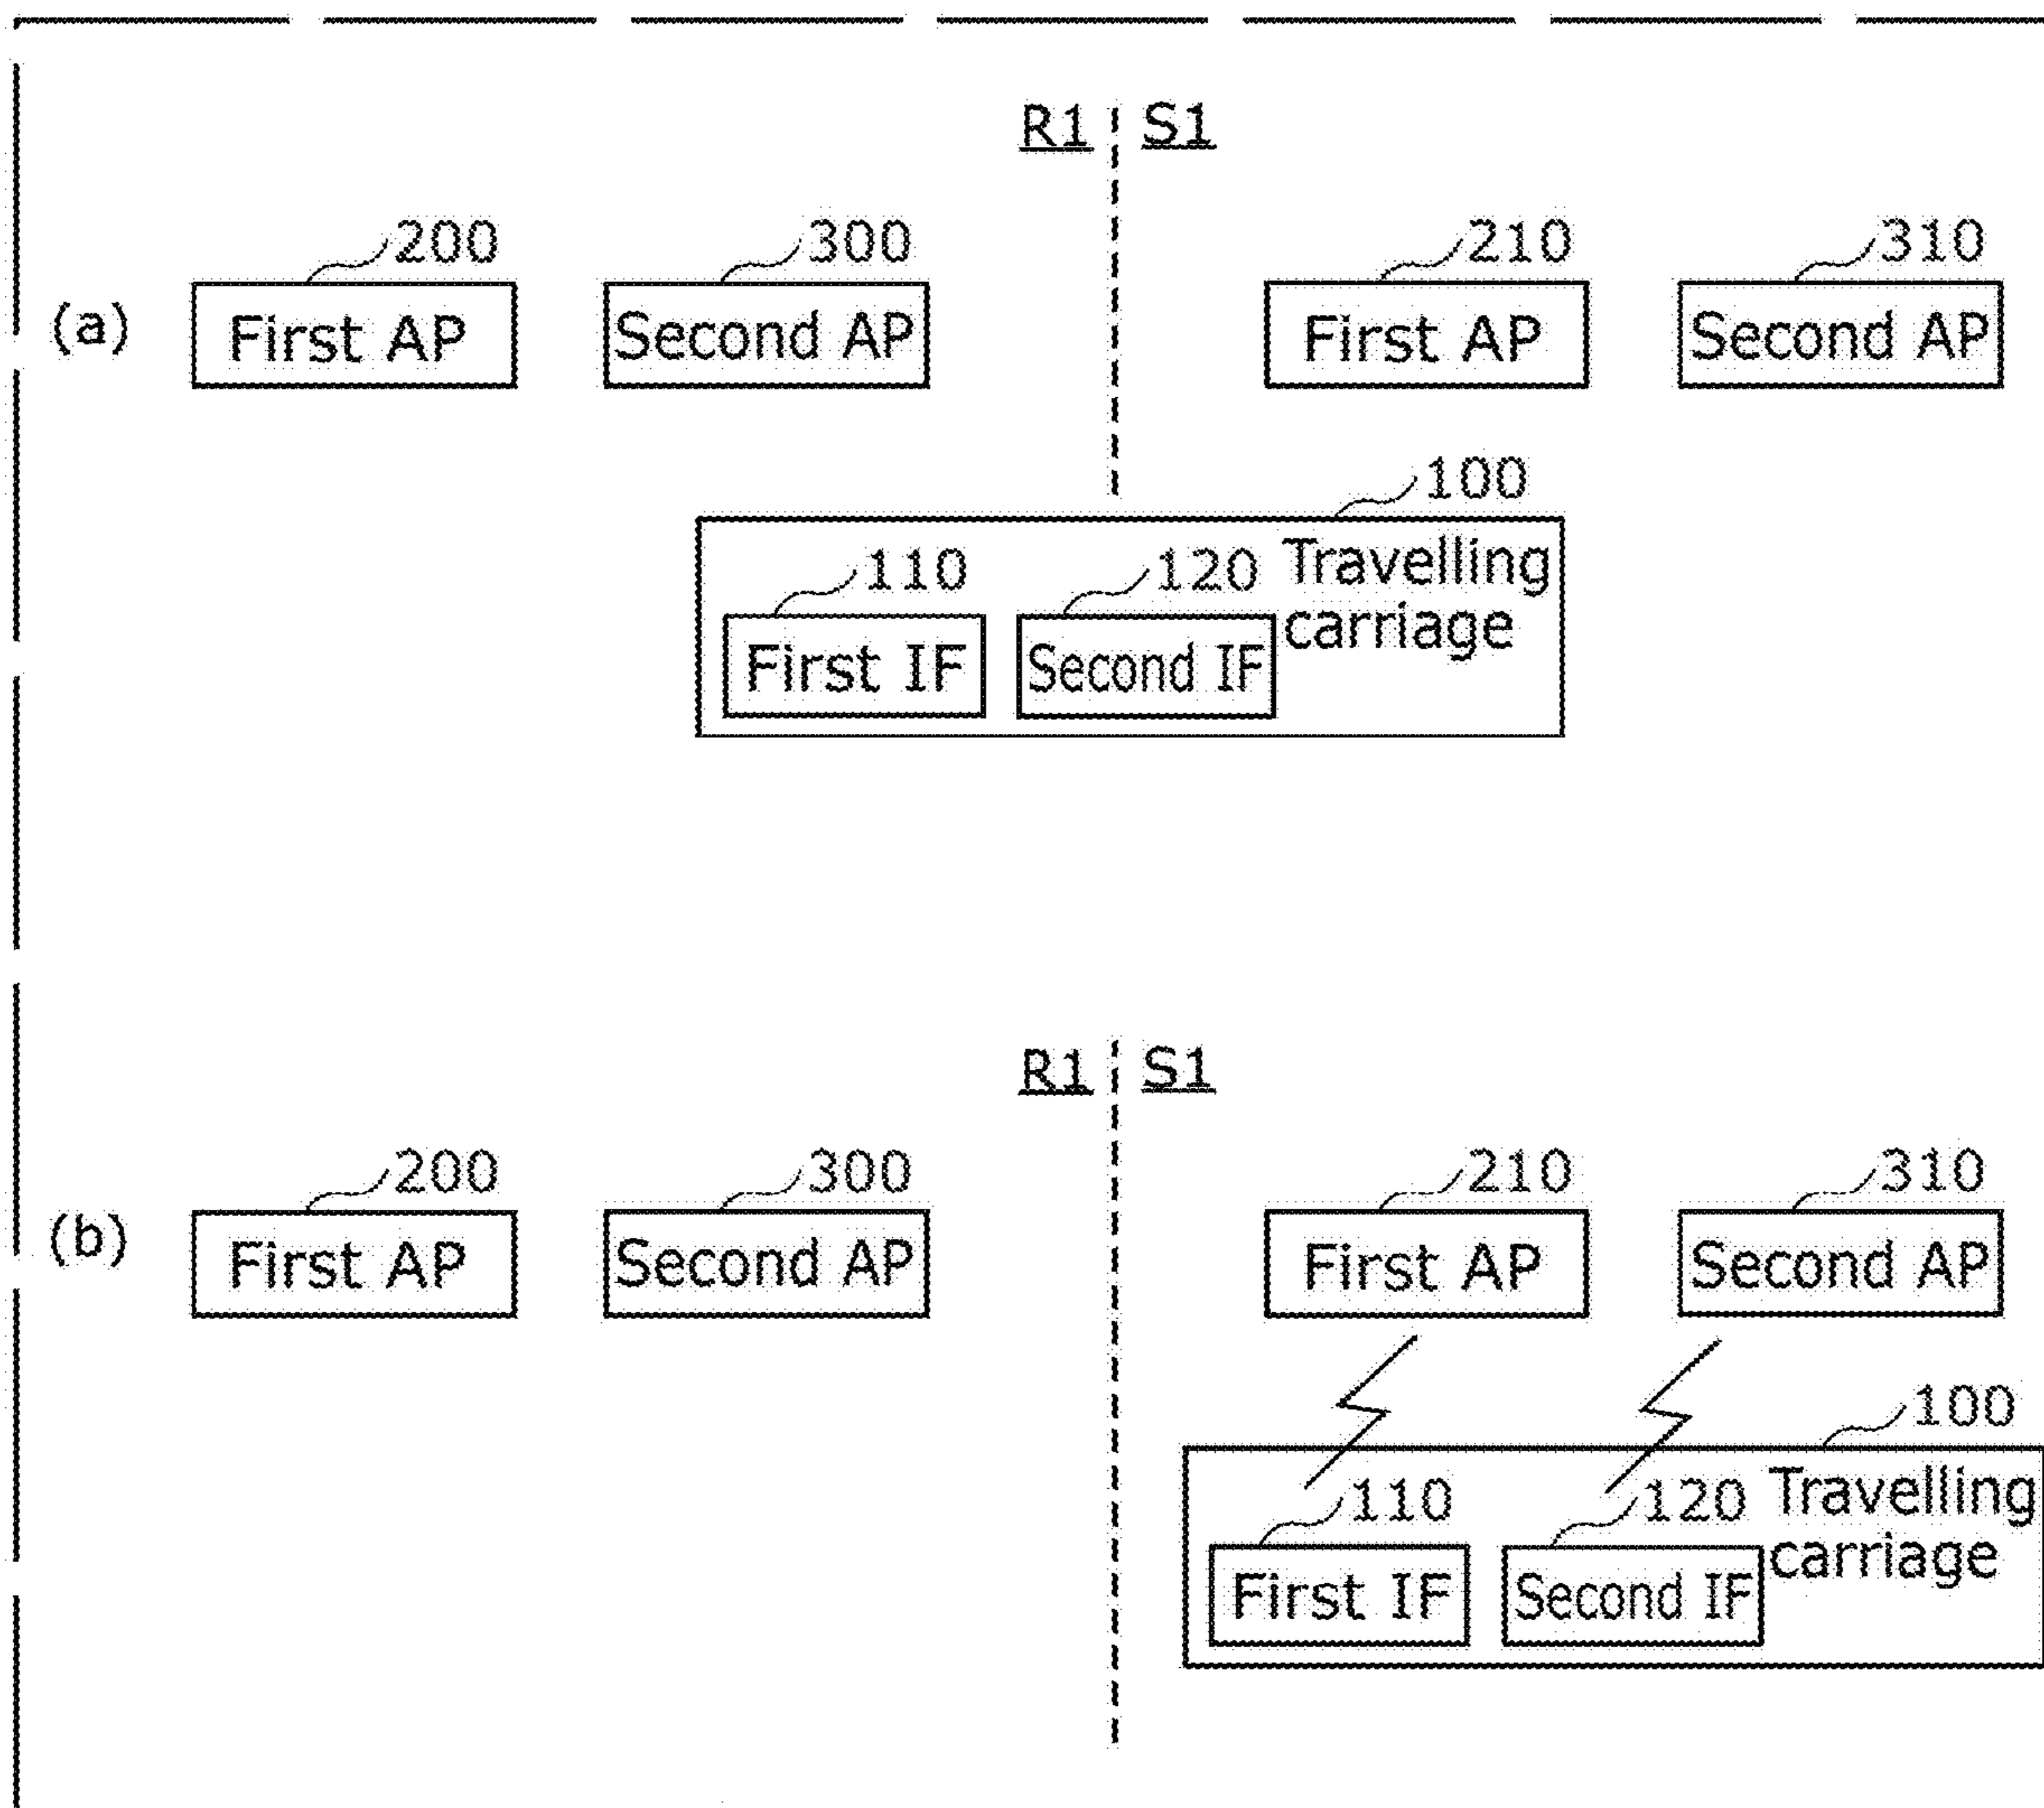 R1 S1
200 300 210 310
(a) First AP Second AP First AP Second AP
100
110 120 Travelling
carriage
First IF Second IF
R1 S1
200 300 210 310
(b) First AP Second AP First AP Second AP
100
110 120 Travelling
carriage
First IF Second IF